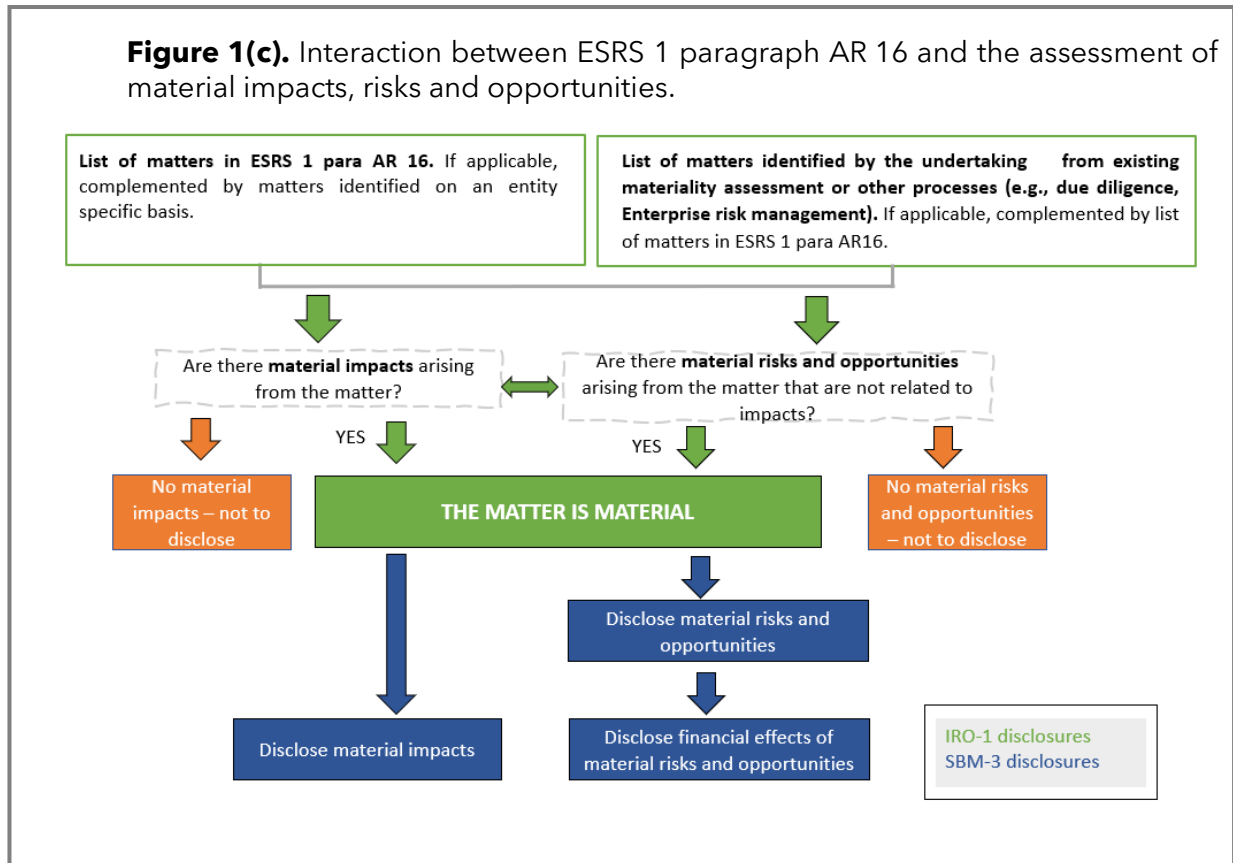 Figure 1(c). Interaction between ESRS 1 paragraph AR 16 and the assessment of
material impacts, risks and opportunities.
List of matters in ESRS 1 para AR 16. If applicable,
complemented by matters identified on an entity
specific basis.
List of matters identified by the undertaking from existing
materiality assessment or other processes (e.g., due diligence,
Enterprise risk management). If applicable, complemented by list
of matters in ESRS 1 para AR16.
Are there material impacts arising
from the matter?
Are there material risks and opportunities
arising from the matter that are not related to
impacts?
YES
YES
No material
impacts – not to
disclose
THE MATTER IS MATERIAL
No material risks
and opportunities
– not to disclose
Disclose material risks and
opportunities
Disclose material impacts
Disclose financial effects of
material risks and opportunities
IRO-1 disclosures
SBM-3 disclosures